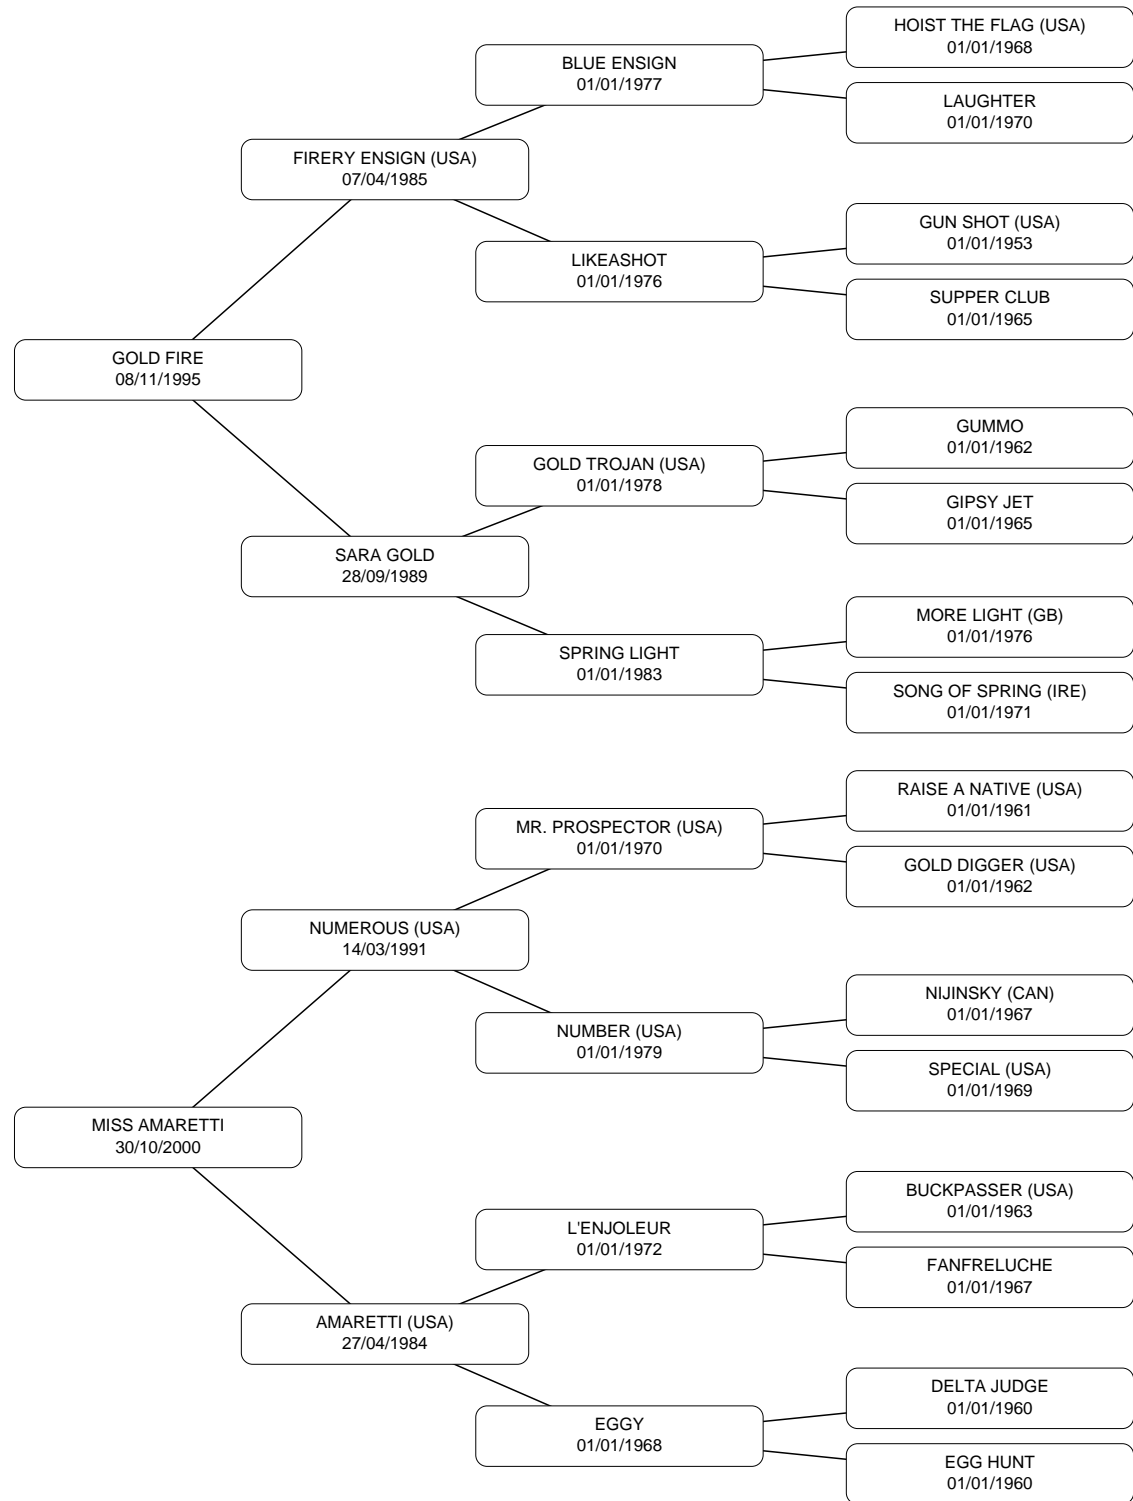 HOIST THE FLAG (USA)
01/01/1968
BLUE ENSIGN
01/01/1977
LAUGHTER
01/01/1970
FIRERY ENSIGN (USA)
07/04/1985
GUN SHOT (USA)
01/01/1953
LIKEASHOT
01/01/1976
SUPPER CLUB
01/01/1965
GOLD FIRE
08/11/1995
GUMMO
01/01/1962
GOLD TROJAN (USA)
01/01/1978
GIPSY JET
01/01/1965
SARA GOLD
28/09/1989
MORE LIGHT (GB)
01/01/1976
SPRING LIGHT
01/01/1983
SONG OF SPRING (IRE)
01/01/1971
RAISE A NATIVE (USA)
01/01/1961
MR. PROSPECTOR (USA)
01/01/1970
GOLD DIGGER (USA)
01/01/1962
NUMEROUS (USA)
14/03/1991
NIJINSKY (CAN)
01/01/1967
NUMBER (USA)
01/01/1979
SPECIAL (USA)
01/01/1969
MISS AMARETTI
30/10/2000
BUCKPASSER (USA)
01/01/1963
L'ENJOLEUR
01/01/1972
FANFRELUCHE
01/01/1967
AMARETTI (USA)
27/04/1984
DELTA JUDGE
01/01/1960
EGGY
01/01/1968
EGG HUNT
01/01/1960